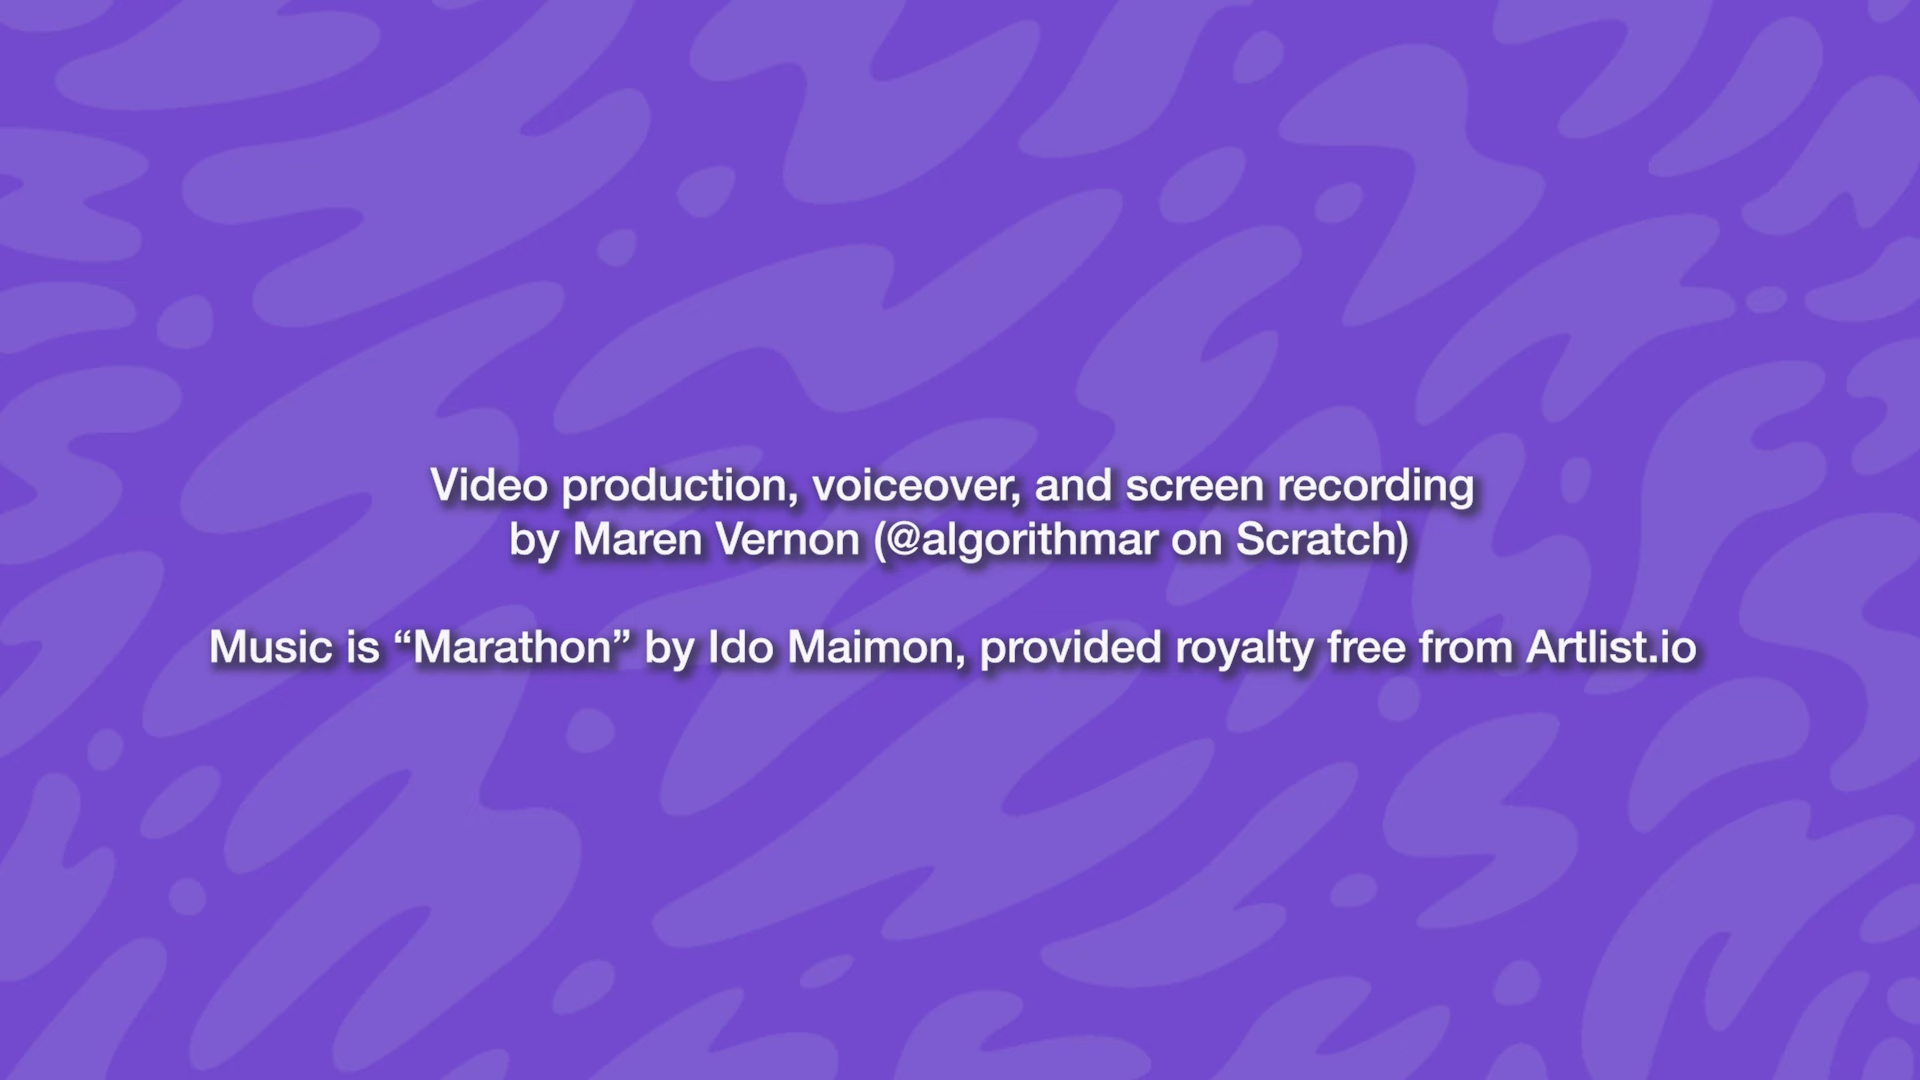 Video production, voiceover, and screen recording
by Maren Vernon (@algorithmar on Scratch)
Music is “Marathon” by Ido Maimon, provided royalty free from Artlist.io